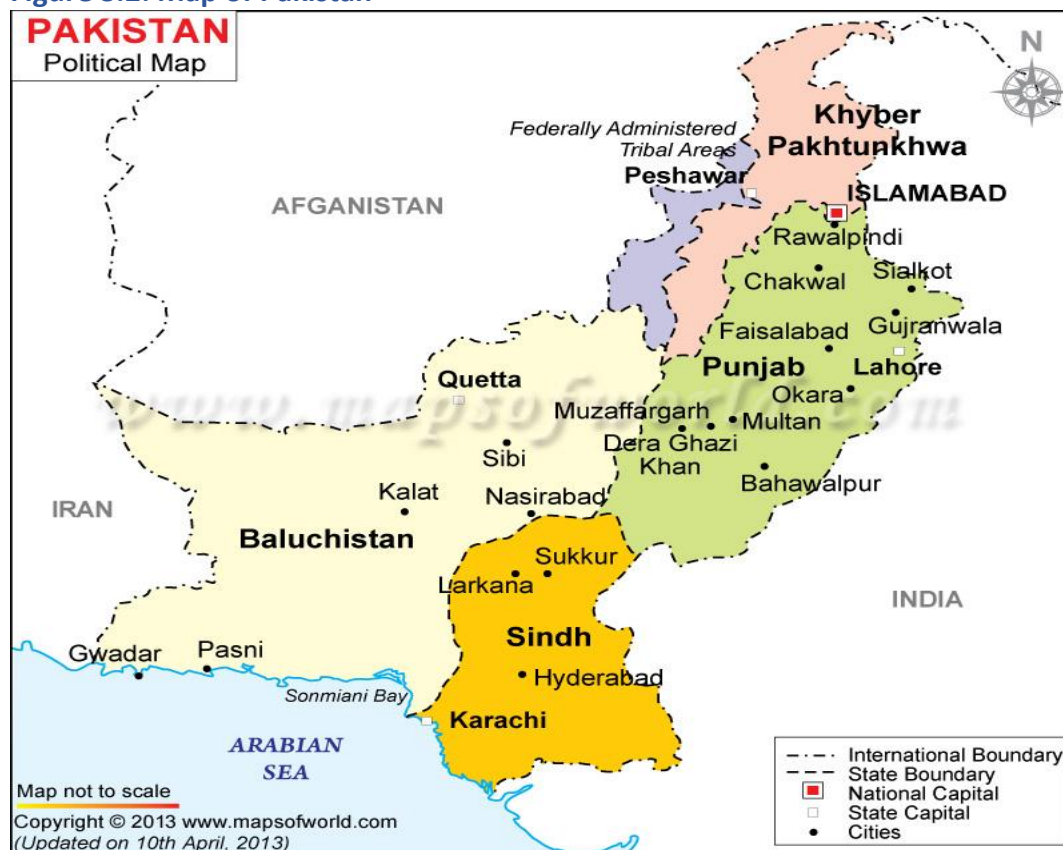 PAKISTAN
Political Map
N
Khyber
Pakhtunkhwa
Federally Administered
Tribal Areas
Peshawar
ISLAMABAD
AFGANISTAN
Rawalpindi
Chakwal
Sialkot
Gujranwala
Faisalabad
Punjab
Lahore
Quetta
Okara
www.mapsofworld.com
Muzaffargarh
Multan
Dera Ghazi
Khan
Sibi
Bahawalpur
Kalat
Nasirabad
IRAN
Baluchistan
Sukkur
Larkana
INDIA
Sindh
Gwadar
Pasni
Hyderabad
Sonmiani Bay
Karachi
ARABIAN
SEA
International Boundary
State Boundary
National Capital
State Capital
Cities
Map not to scale
Copyright © 2013 www.mapsofworld.com
(Updated on 10th April, 2013)